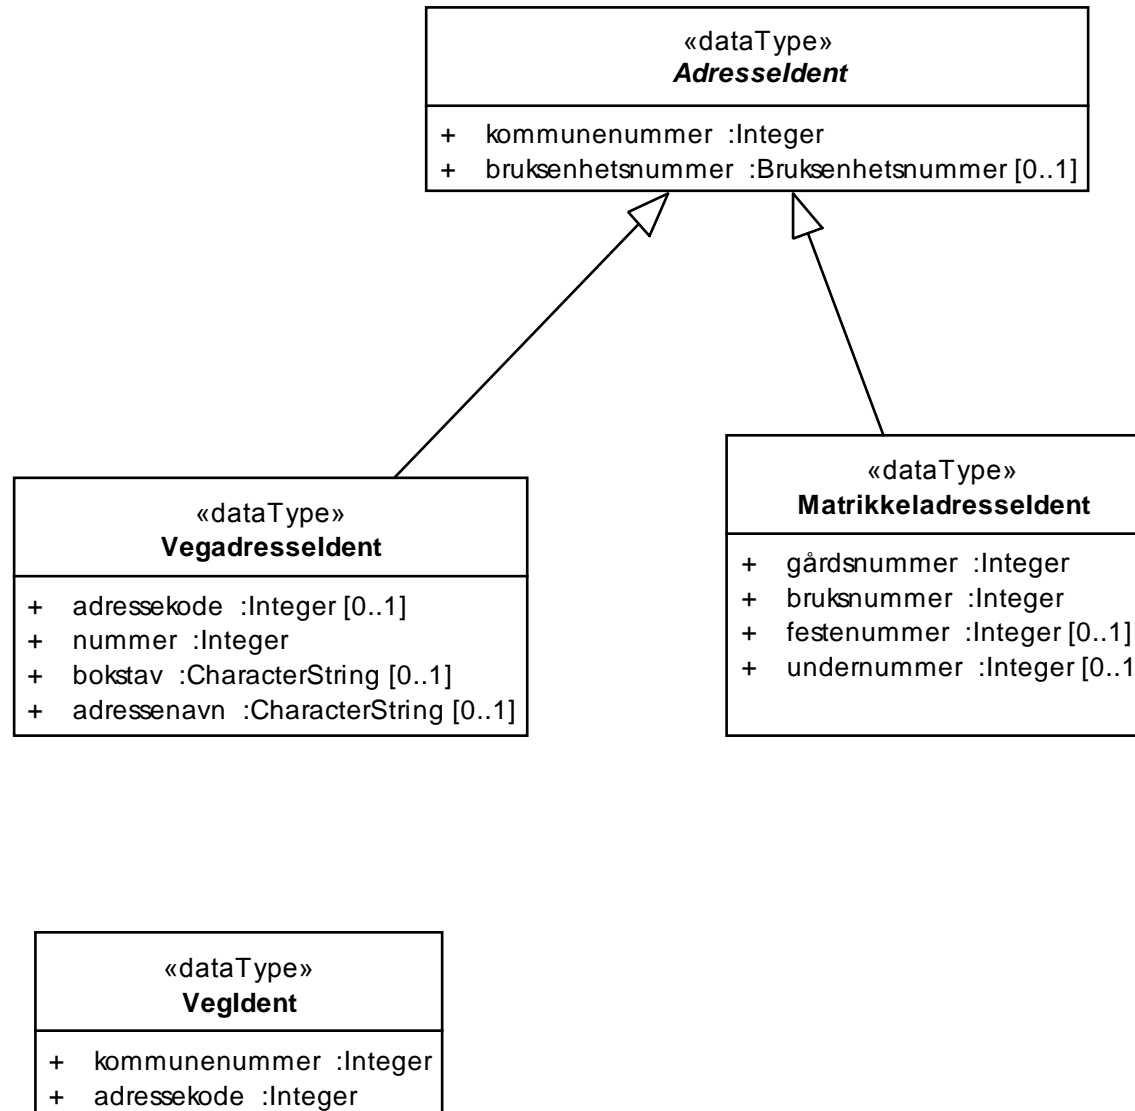 «dataType»
AdresseIdent
+ kommunenummer :Integer
+ bruksenhetsnummer :Bruksenhetsnummer [0..1]
«dataType»
VegadresseIdent
+ adressekode :Integer [0..1]
+ nummer :Integer
+ bokstav :CharacterString [0..1]
+ adressenavn :CharacterString [0..1]
«dataType»
MatrikkeladresseIdent
+ gårdsnummer :Integer
+ bruksnummer :Integer
+ festenummer :Integer [0..1]
+ undernummer :Integer [0..1
«dataType»
VegIdent
+ kommunenummer :Integer
+ adressekode :Integer